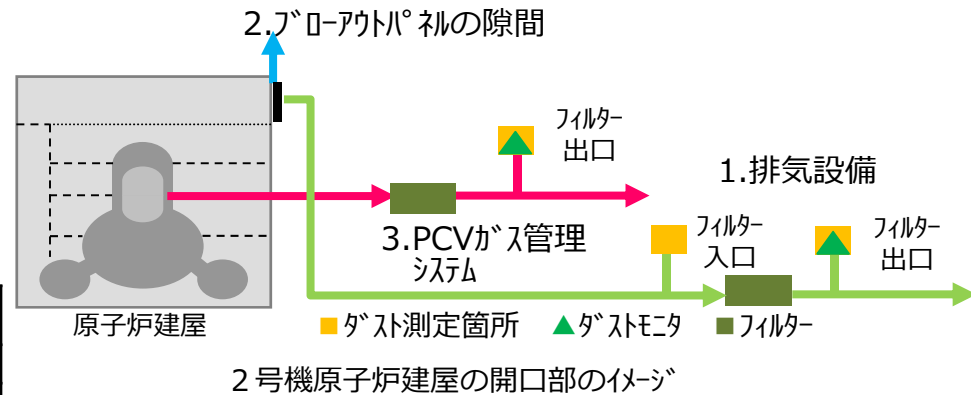 2.ﾌﾞﾛｰｱｳﾄﾊﾟﾈﾙの隙間
ﾌｨﾙﾀｰ
出口
1.排気設備
3.PCVｶﾞｽ管理
ｼｽﾃﾑ
ﾌｨﾙﾀｰ
入口
ﾌｨﾙﾀｰ
出口
原子炉建屋
■ﾀﾞｽﾄ測定箇所 ▲ﾀﾞｽﾄﾓﾆﾀ ■ﾌｨﾙﾀｰ
２号機原子炉建屋の開口部のｲﾒｰｼﾞ